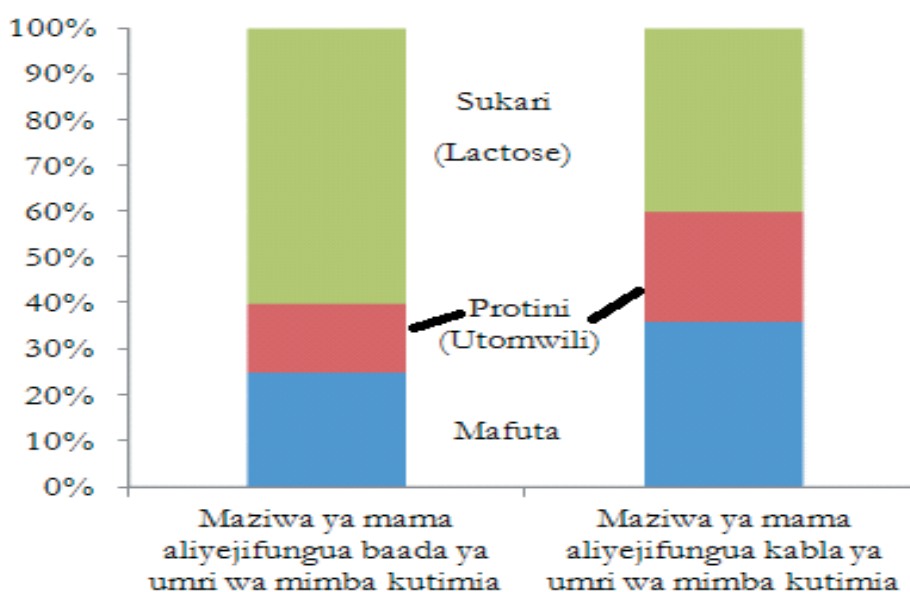 100%
90%
80%
70%
60%
50%
40%
30%
20%
10%
0%
Sukari
(Lactose)
Protini
(Utomwili)
Mafuta
Maziwa ya mama
aliyejifungua baada ya
umri wa mimba kutimia
Maziwa ya mama
aliyejifungua kabla ya
umri wa mimba kutimia